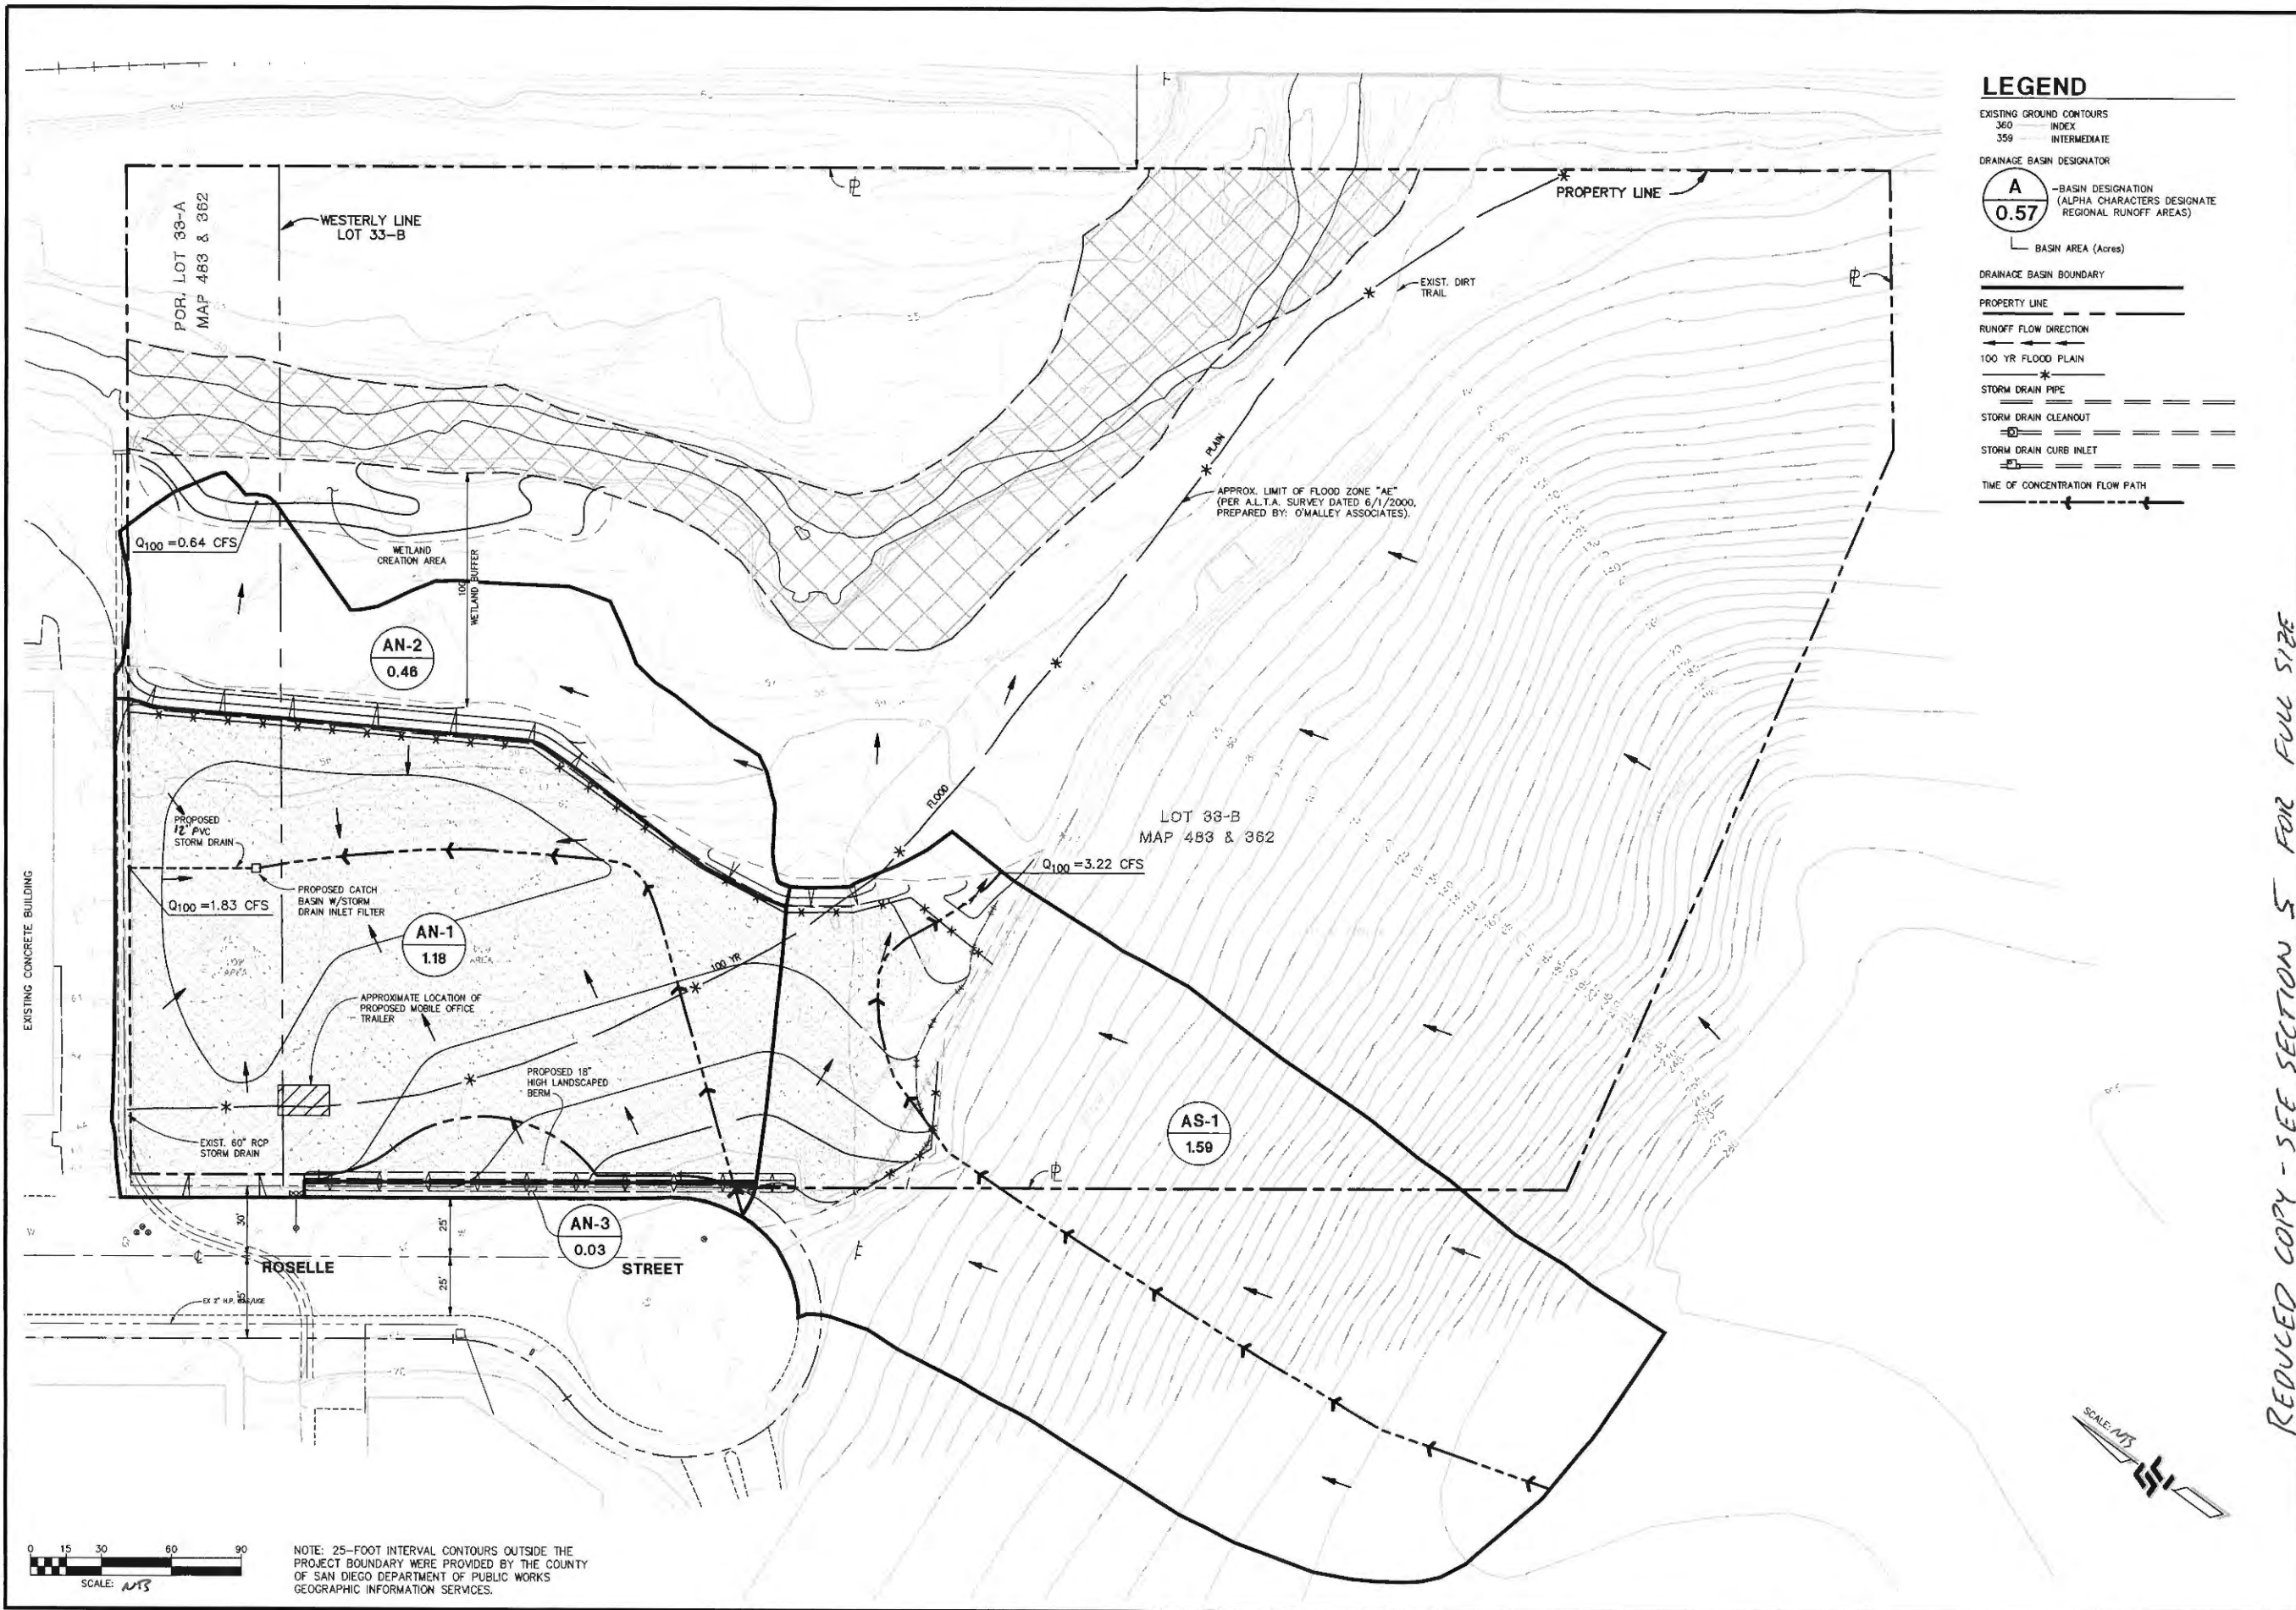 LEGEND
EXISTING GROUND CONTOURS
360 INDEX
359 INTERMEDIATE
DRAINAGE BASIN DESIGNATOR
A
0.57
-BASIN DESIGNATION
(ALPHA CHARACTERS DESIGNATE
REGIONAL RUNOFF AREAS)
BASIN AREA (Acres)
DRAINAGE BASIN BOUNDARY
PROPERTY LINE
RUNOFF FLOW DIRECTION
100 YR FLOOD PLAIN
STORM DRAIN PIPE
STORM DRAIN CLEANOUT
STORM DRAIN CURB INLET
TIME OF CONCENTRATION FLOW PATH
POR. LOT 33-A
MAP 483 & 362
WESTERLY LINE
LOT 33-B
PROPERTY LINE
EXIST. DIRT
TRAIL
PLAIN
APPROX. LIMIT OF FLOOD ZONE "AE"
(PER A.L.T.A. SURVEY DATED 6/1/2000,
PREPARED BY: O'MALLEY ASSOCIATES).
Q100 =0.64 CFS
WETLAND
CREATION AREA
100'
WETLAND BUFFER
AN-2
0.46
FLOOD
LOT 33-B
MAP 483 & 362
PROPOSED
12" PVC
STORM DRAIN
Q100 =3.22 CFS
PROPOSED CATCH
BASIN W/STORM
DRAIN INLET FILTER
Q100 =1.83 CFS
AN-1
1.18
AREA
100 YR
EXISTING CONCRETE BUILDING
APPROXIMATE LOCATION OF
PROPOSED MOBILE OFFICE
TRAILER
PROPOSED 18"
HIGH LANDSCAPED
BERM
EXIST. 60" RCP
STORM DRAIN
AS-1
1.59
AN-3
0.03
30'
25'
25'
ROSELLE STREET
EX 2" H.P.
0 15 30 60 90
SCALE: NTS
NOTE: 25-FOOT INTERVAL CONTOURS OUTSIDE THE
PROJECT BOUNDARY WERE PROVIDED BY THE COUNTY
OF SAN DIEGO DEPARTMENT OF PUBLIC WORKS
GEOGRAPHIC INFORMATION SERVICES.
SCALE: NTS
REDUCED COPY - SEE SECTION 5 FOR FULL SIZE